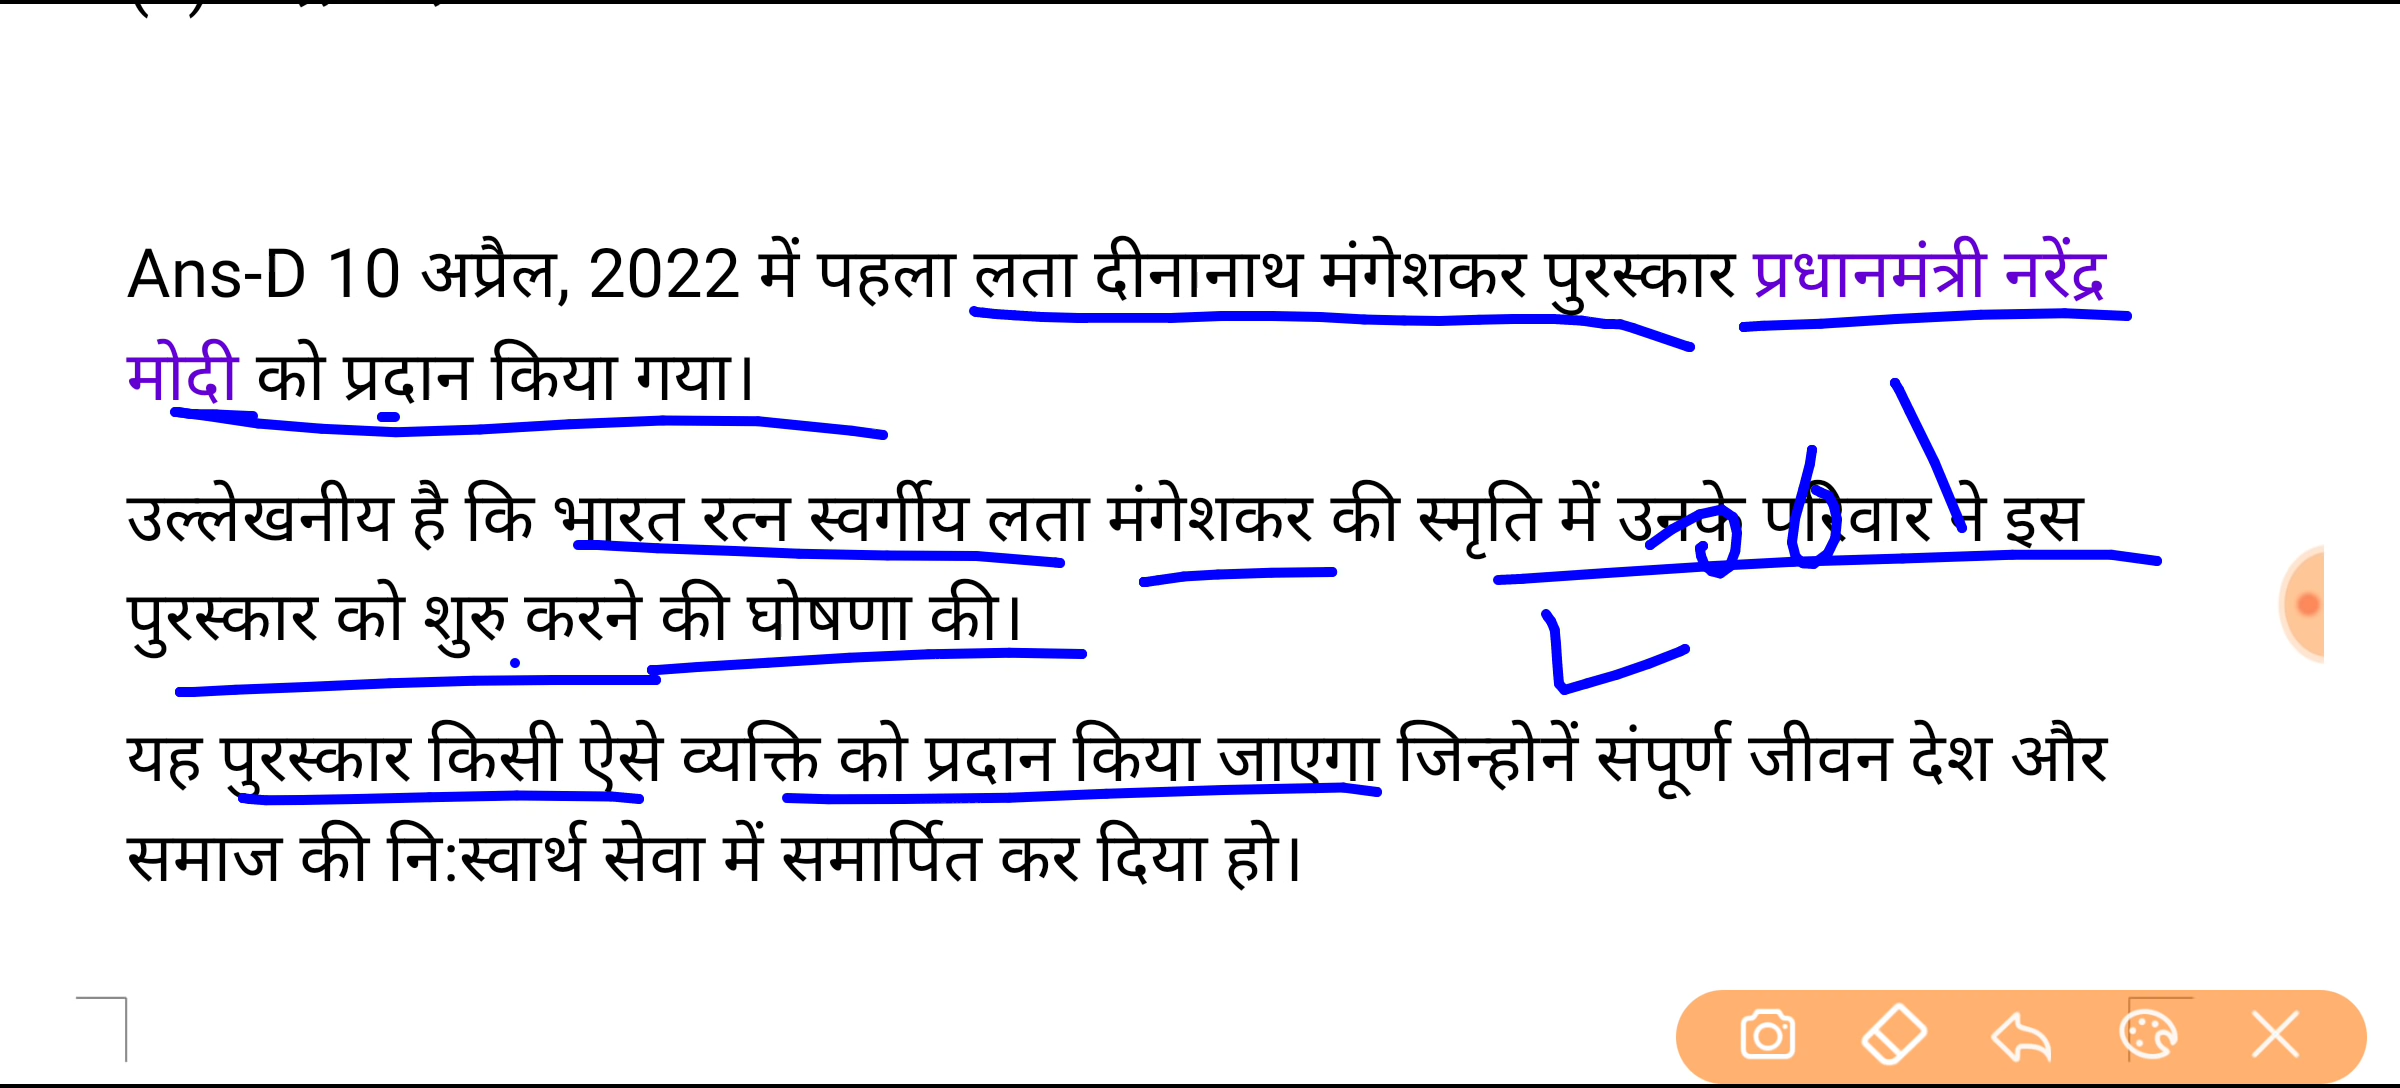 Ans-D 10 अप्रैल, 2022 में पहला लता दीनानाथ मंगेशकर पुरस्कार प्रधानमंत्री नरेंद्र
मोदी को प्रदान किया गया।
उल्लेखनीय है कि भारत रत्न स्वर्गीय लता मंगेशकर की स्मृति में उनके परिवार ने इस
पुरस्कार को शुरु करने की घोषणा की।
यह पुरस्कार किसी ऐसे व्यक्ति को प्रदान किया जाएगा जिन्होनें संपूर्ण जीवन देश और
समाज की नि:स्वार्थ सेवा में समार्पित कर दिया हो।